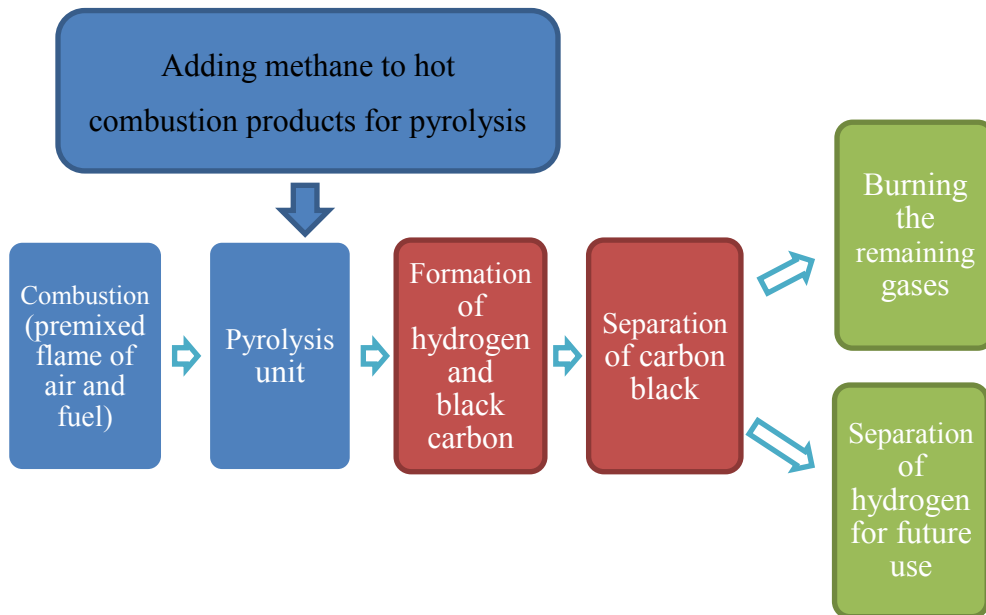 Adding methane to hot
combustion products for pyrolysis
Combustion
(premixed
flame of
air and
fuel)
Pyrolysis
unit
Formation
of
hydrogen
and
black
carbon
Separation
of carbon
black
Burning
the
remaining
gases
Separation
of
hydrogen
for future
use